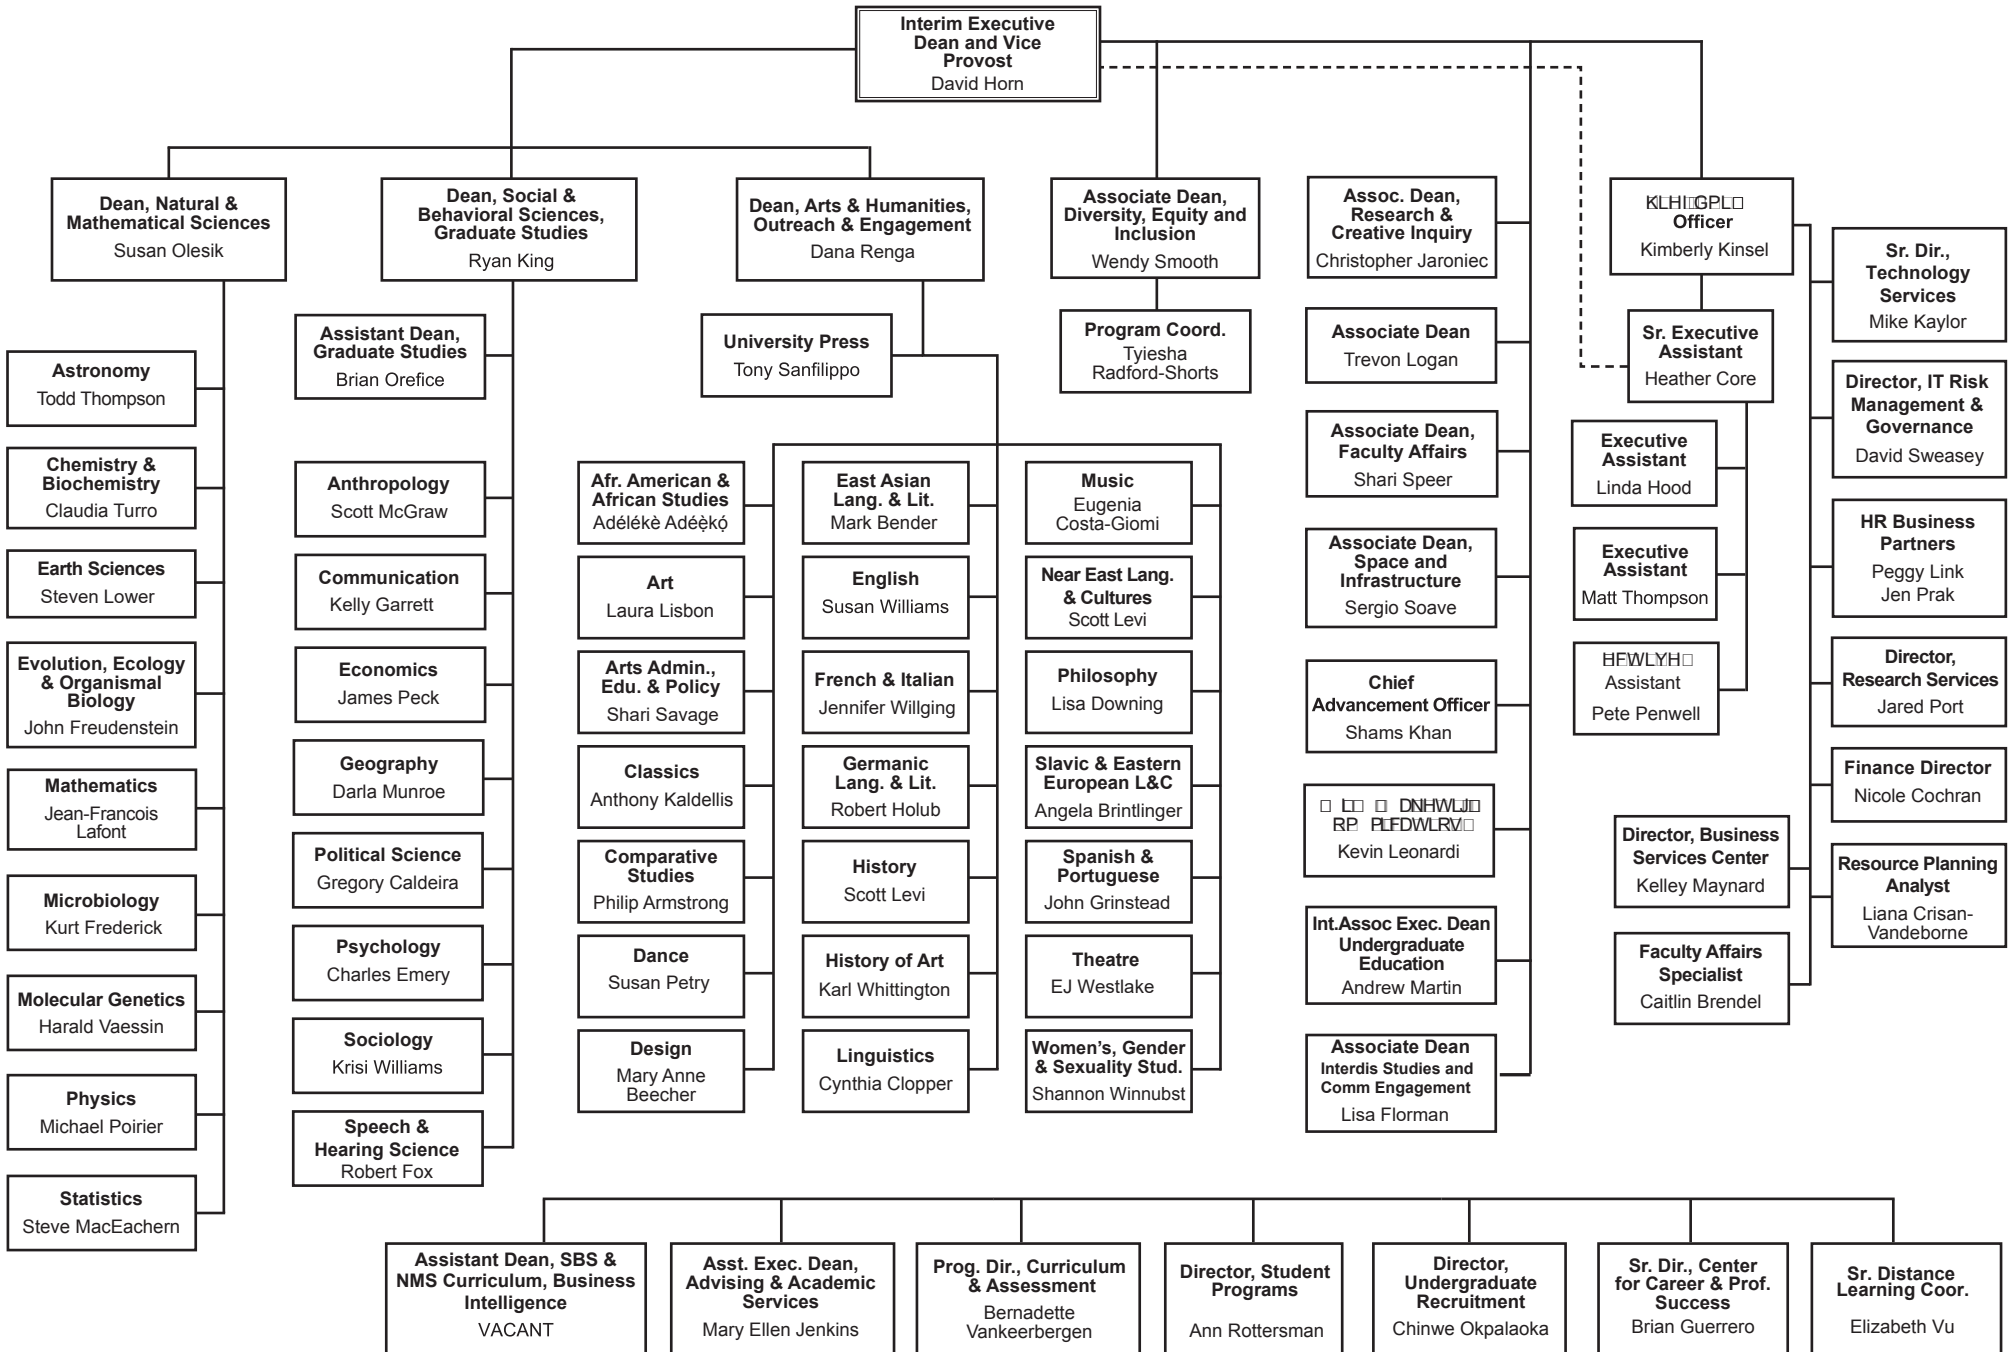 Interim Executive
Dean and Vice
Provost
David Horn
Dean, Natural &
Mathematical Sciences
Susan Olesik
Dean, Social &
Behavioral Sciences,
Graduate Studies
Ryan King
Dean, Arts & Humanities,
Outreach & Engagement
Dana Renga
Associate Dean,
Diversity, Equity and
Inclusion
Wendy Smooth
Program Coord.
Tyiesha
Radford-Shorts
Astronomy
Todd Thompson
Chemistry &
Biochemistry
Claudia Turro
Earth Sciences
Steven Lower
Evolution, Ecology
& Organismal
Biology
John Freudenstein
Mathematics
Jean-Francois
Lafont
Microbiology
Kurt Frederick
Molecular Genetics
Harald Vaessin
Physics
Michael Poirier
Statistics
Steve MacEachern
Assistant Dean,
Graduate Studies
Brian Orefice
Anthropology
Scott McGraw
Communication
Kelly Garrett
Economics
James Peck
Geography
Darla Munroe
Political Science
Gregory Caldeira
Psychology
Charles Emery
Sociology
Krisi Williams
Speech &
Hearing Science
Robert Fox
University Press
Tony Sanfilippo
Afr. American &
African Studies
Adélékè Adéẹ̀kọ́
Art
Laura Lisbon
Arts Admin.,
Edu. & Policy
Shari Savage
Classics
Anthony Kaldellis
Comparative
Studies
Philip Armstrong
Dance
Susan Petry
Design
Mary Anne
Beecher
East Asian
Lang. & Lit.
Mark Bender
English
Susan Williams
French & Italian
Jennifer Willging
Germanic
Lang. & Lit.
Robert Holub
History
Scott Levi
History of Art
Karl Whittington
Linguistics
Cynthia Clopper
Music
Eugenia
Costa-Giomi
Near East Lang.
& Cultures
Scott Levi
Philosophy
Lisa Downing
Slavic & Eastern
European L&C
Angela Brintlinger
Spanish &
Portuguese
John Grinstead
Theatre
EJ Westlake
Women's, Gender
& Sexuality Stud.
Shannon Winnubst
Assoc. Dean,
Research &
Creative Inquiry
Christopher Jaroniec
Associate Dean
Trevon Logan
Associate Dean,
Faculty Affairs
Shari Speer
Associate Dean,
Space and
Infrastructure
Sergio Soave
Chief
Advancement Officer
Shams Khan
Kevin Leonardi
Int.Assoc Exec. Dean
Undergraduate
Education
Andrew Martin
Associate Dean
Interdis Studies and
Comm Engagement
Lisa Florman
Officer
Kimberly Kinsel
Sr. Executive
Assistant
Heather Core
Executive
Assistant
Linda Hood
Executive
Assistant
Matt Thompson
Assistant
Pete Penwell
Sr. Dir.,
Technology
Services
Mike Kaylor
Director, IT Risk
Management &
Governance
David Sweasey
HR Business
Partners
Peggy Link
Jen Prak
Director,
Research Services
Jared Port
Finance Director
Nicole Cochran
Director, Business
Services Center
Kelley Maynard
Resource Planning
Analyst
Liana Crisan-
Vandeborne
Faculty Affairs
Specialist
Caitlin Brendel
Assistant Dean, SBS &
NMS Curriculum, Business
Intelligence
VACANT
Asst. Exec. Dean,
Advising & Academic
Services
Mary Ellen Jenkins
Prog. Dir., Curriculum
& Assessment
Bernadette
Vankeerbergen
Director, Student
Programs
Ann Rottersman
Director,
Undergraduate
Recruitment
Chinwe Okpalaoka
Sr. Dir., Center
for Career & Prof.
Success
Brian Guerrero
Sr. Distance
Learning Coor.
Elizabeth Vu